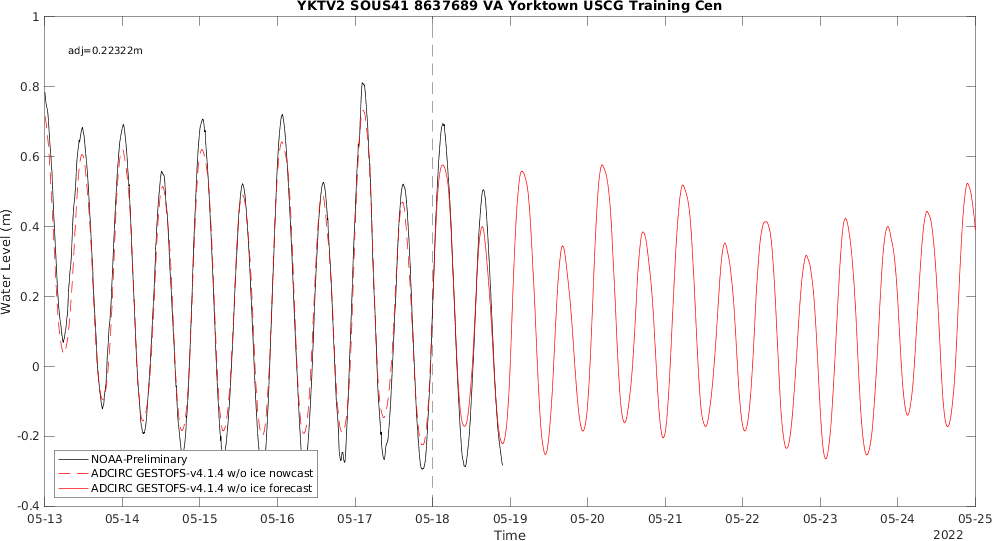 YKTV2 SOUS41 8637689 VA Yorktown USCG Training Cen
adj=0.22322m
Water Level (m)
1
0.8
0.6
0.4
0.2
0
-0.2
-0.4
NOAA-Preliminary
ADCIRC GESTOFS-v4.1.4 w/o ice nowcast
ADCIRC GESTOFS-v4.1.4 w/o ice forecast
05-13 05-14 05-15 05-16 05-17 05-18 05-19 05-20 05-21 05-22 05-23 05-24 05-25
Time
2022